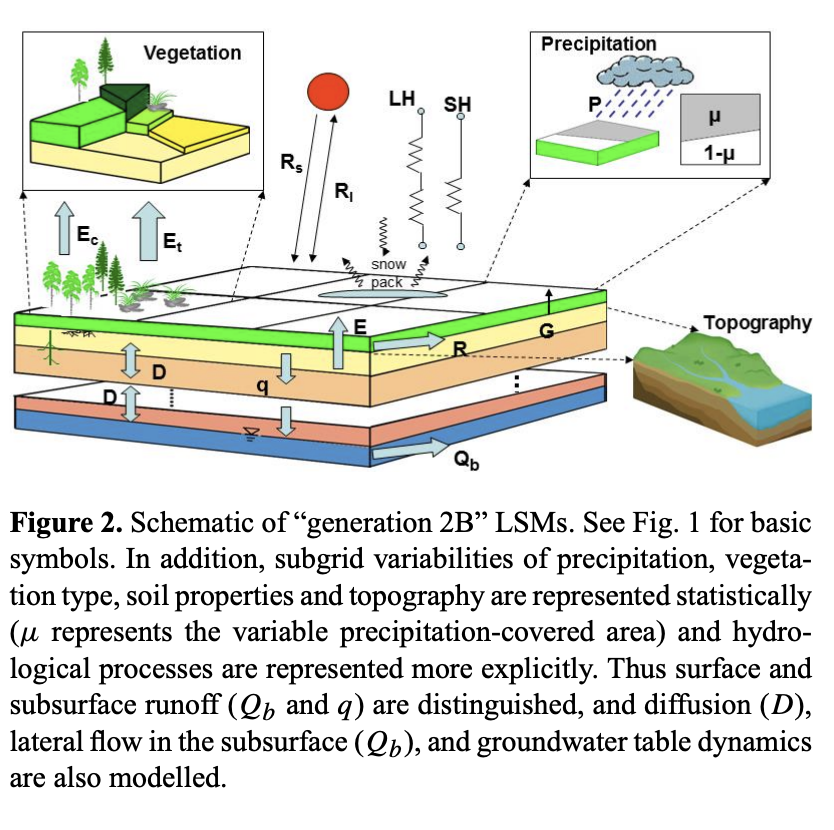 Vegetation
Precipitation
P
μ
1-μ
LH
SH
Rs
Rl
Ec
Et
snow
pack
E
R
G
Topography
D
q
D
Qb
Figure 2. Schematic of “generation 2B” LSMs. See Fig. 1 for basic
symbols. In addition, subgrid variabilities of precipitation, vegeta-
tion type, soil properties and topography are represented statistically
(μ represents the variable precipitation-covered area) and hydro-
logical processes are represented more explicitly. Thus surface and
subsurface runoff (Qb and q) are distinguished, and diffusion (D),
lateral flow in the subsurface (Qb), and groundwater table dynamics
are also modelled.